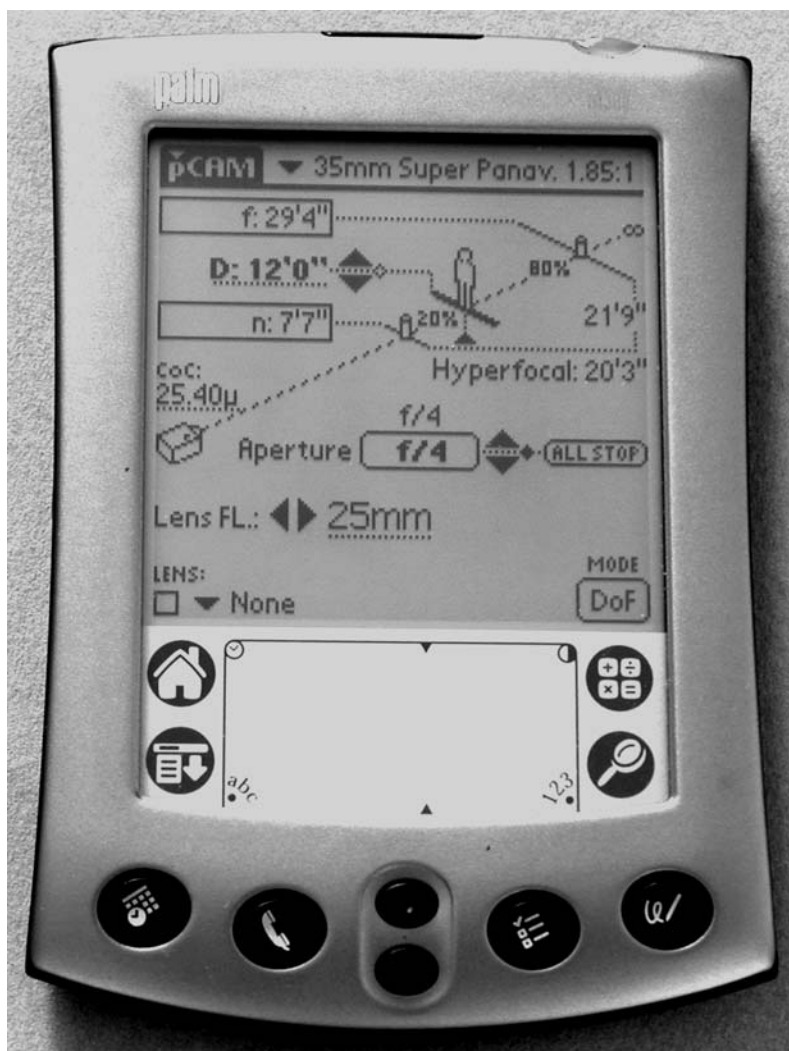 palm
pCAM 35mm Super Panav. 1.85:1
f: 29'4" ∞
D: 12'0" 80%
n: 7'7" 20% 21'9"
CoC: Hyperfocal: 20'3"
25.40µ
f/4
Aperture f/4 ALL STOP
Lens FL.: 25mm
LENS: MODE
None DoF
+ ÷
× =
abc 123